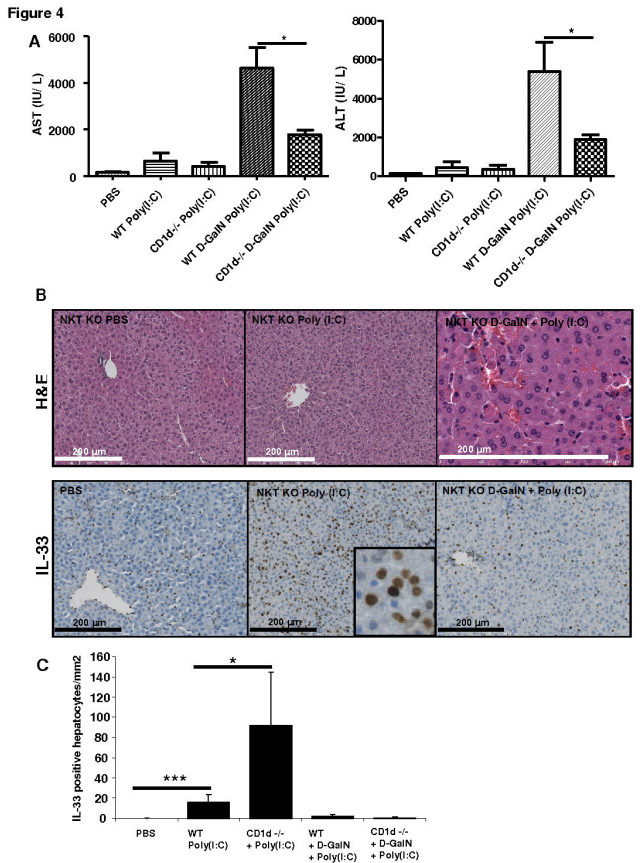 Figure 4
A
AST (IU/ L)
6000
4000
2000
0
*
PBS
WT Poly(I:C)
CD1d-/- Poly(I:C)
WT D-GalN Poly(I:C)
CD1d-/- D-GalN Poly(I:C)
ALT (IU/ L)
8000
6000
4000
2000
0
*
PBS
WT Poly(I:C)
CD1d-/- Poly(I:C)
WT D-GalN Poly(I:C)
CD1d-/- D-GalN Poly(I:C)
B
H&E
NKT KO PBS
200 µm
NKT KO Poly (I:C)
200 µm
NKT KO D-GalN + Poly (I:C)
200 µm
IL-33
PBS
200 µm
NKT KO Poly (I:C)
200 µm
NKT KO D-GalN + Poly (I:C)
200 µm
C
IL-33 positive hepatocytes/mm2
160
140
120
100
80
60
40
20
0
***
*
PBS
WT
Poly(I:C)
CD1d -/-
+ Poly(I:C)
WT
+ D-GalN
+ Poly(I:C)
CD1d -/-
+ D-GalN
+ Poly(I:C)